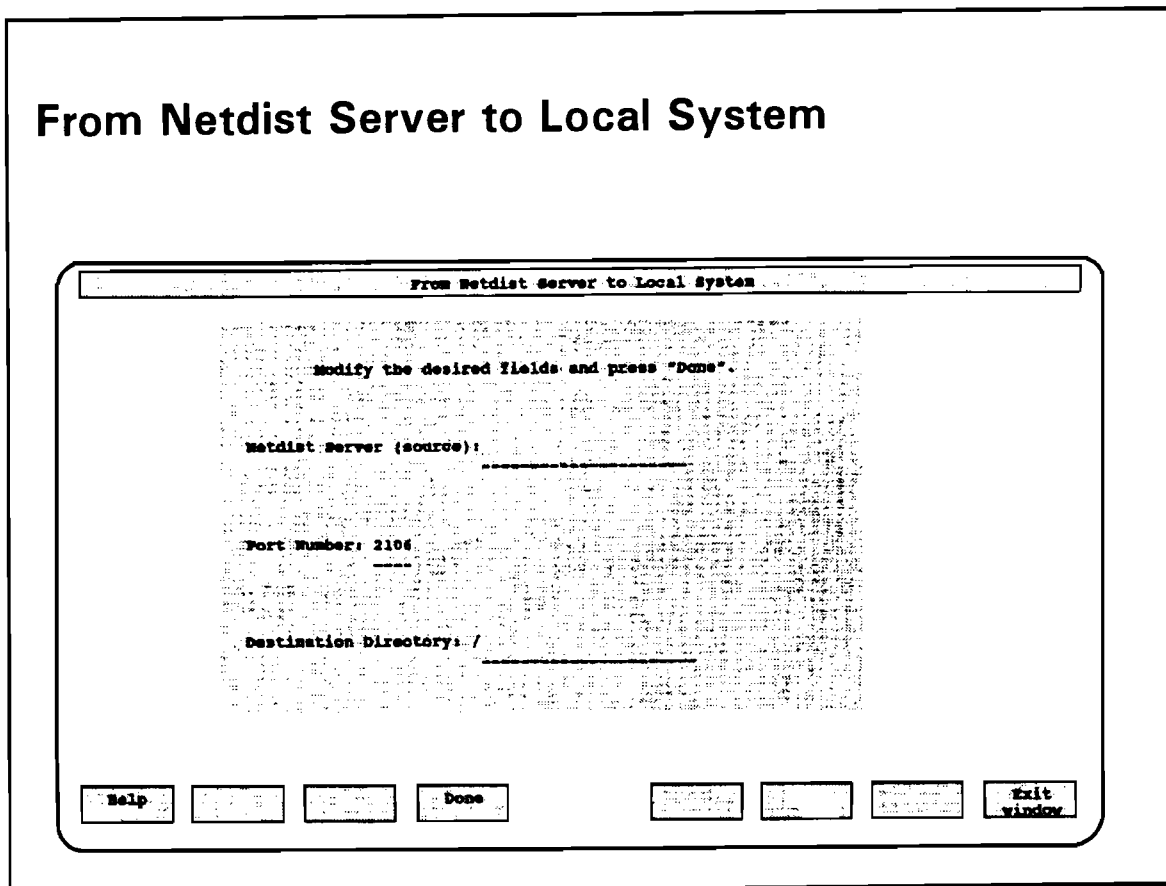 From Netdist Server to Local System
From Netdist Server to Local System
Modify the desired fields and press "Done".
Netdist Server (source):
Port Number: 2106
Destination Directory: /
Help
Done
Exit
window